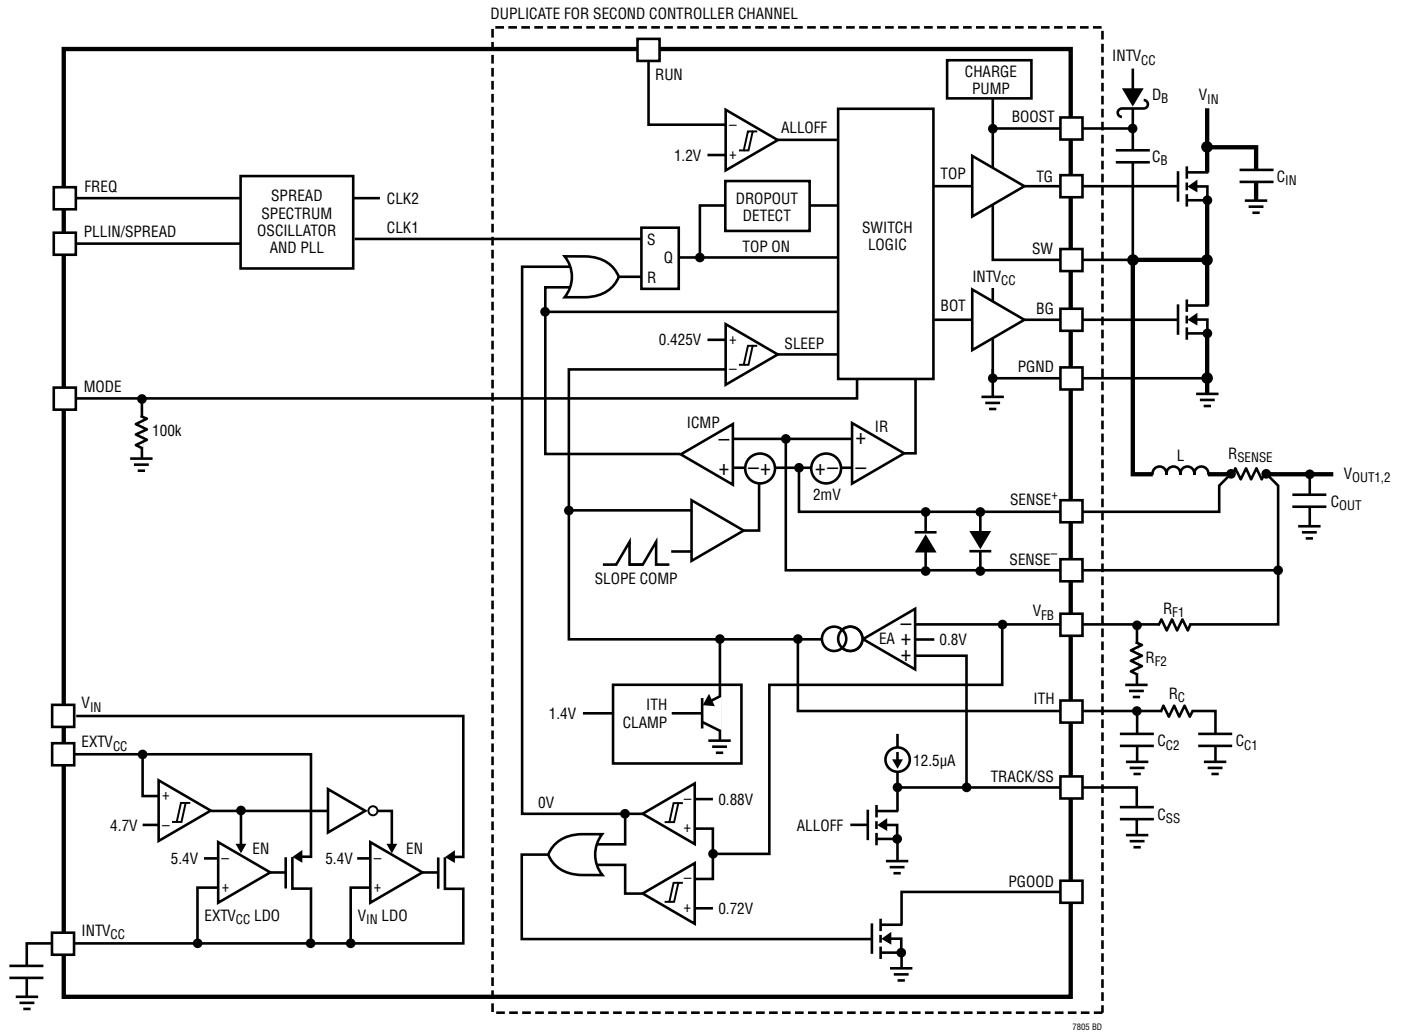 DUPLICATE FOR SECOND CONTROLLER CHANNEL
RUN
CHARGE
PUMP
INTVCC
DB
VIN
BOOST
ALLOFF
1.2V
−
+
CB
CIN
FREQ
SPREAD
SPECTRUM
OSCILLATOR
AND PLL
CLK2
CLK1
PLLIN/SPREAD
DROPOUT
DETECT
TOP ON
S
Q
R
SWITCH
LOGIC
TOP
TG
SW
INTVCC
BOT
BG
0.425V
+
−
SLEEP
PGND
MODE
100k
ICMP
−
+
−+
+−
2mV
IR
+
−
L
RSENSE
VOUT1,2
COUT
SENSE+
SLOPE COMP
SENSE−
VFB
RF1
RF2
EA
−
+
+
0.8V
ITH
RC
CC2
CC1
1.4V
ITH
CLAMP
12.5µA
TRACK/SS
CSS
ALLOFF
VIN
EXTVCC
+
−
4.7V
5.4V
−
+
EN
EXTVCC LDO
5.4V
−
+
EN
VIN LDO
INTVCC
0V
−
+
0.88V
−
+
0.72V
PGOOD
7805 BD